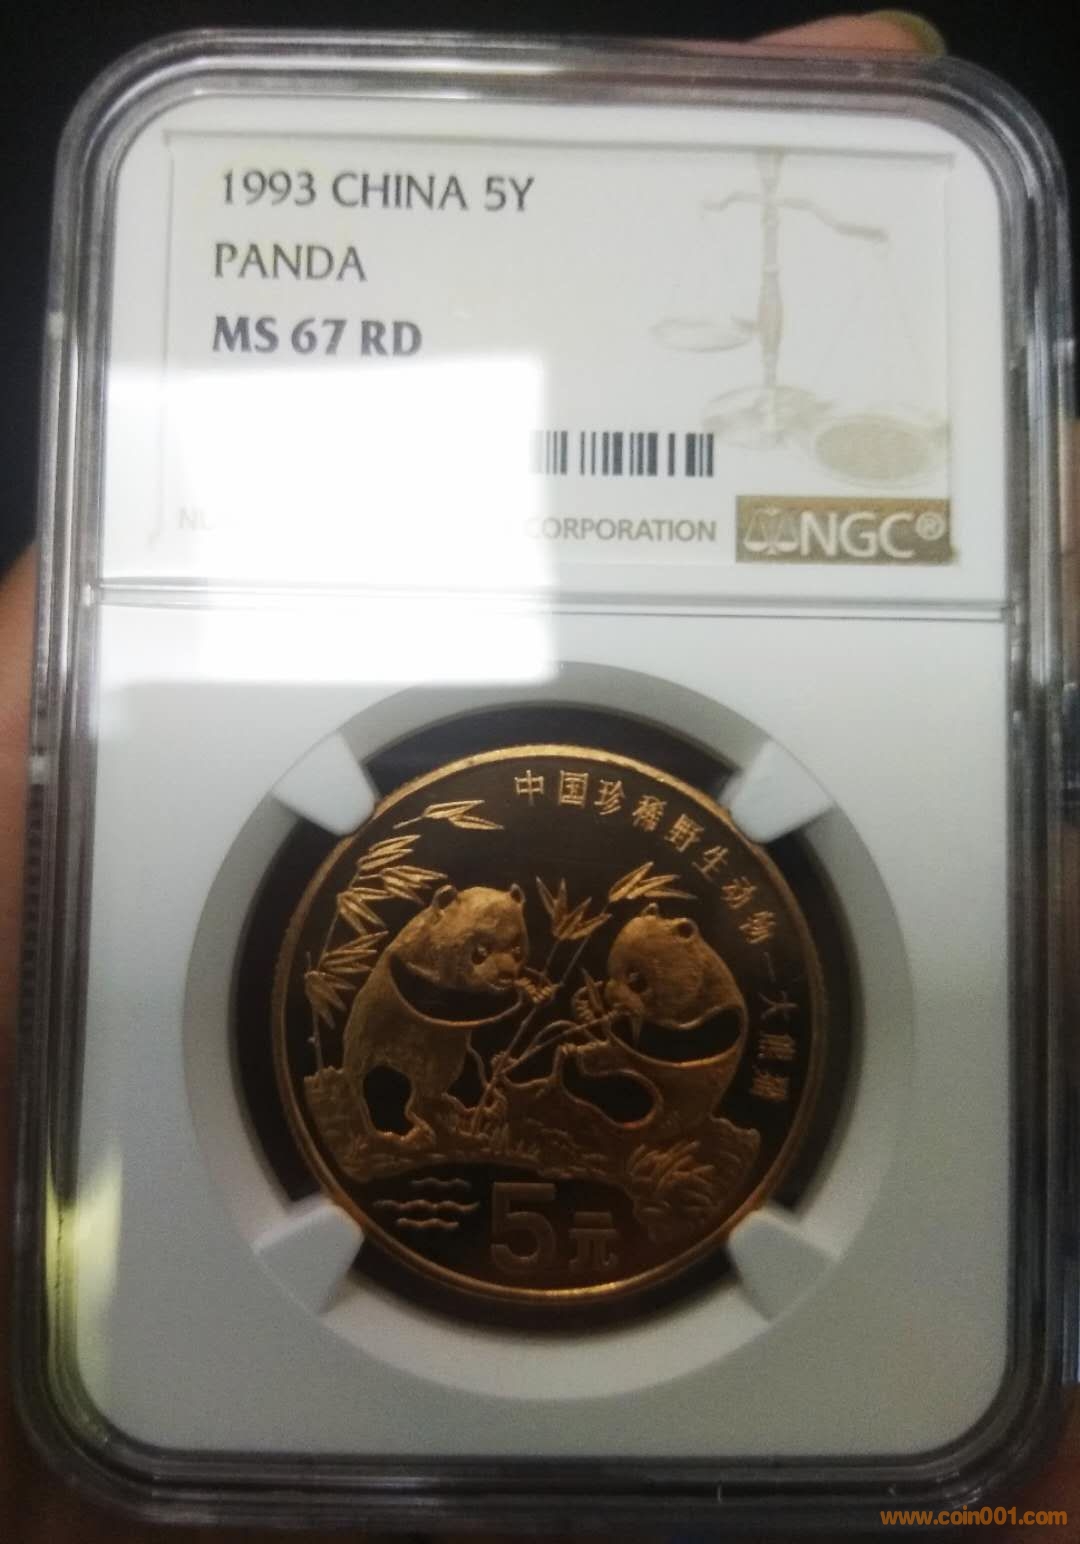 1993 CHINA 5Y
PANDA
MS 67 RD
CORPORATION
NGC®
中国珍稀野生动物—大熊猫
5元
www.coin001.com